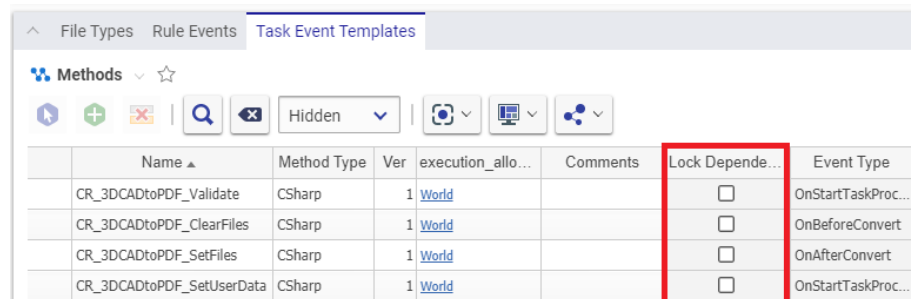 File Types Rule Events Task Event Templates
Methods
Hidden
Name Method Type Ver execution_allo... Comments Lock Depende... Event Type
CR_3DCADtoPDF_Validate CSharp 1 World OnStartTaskProc...
CR_3DCADtoPDF_ClearFiles CSharp 1 World OnBeforeConvert
CR_3DCADtoPDF_SetFiles CSharp 1 World OnAfterConvert
CR_3DCADtoPDF_SetUserData CSharp 1 World OnStartTaskProc...